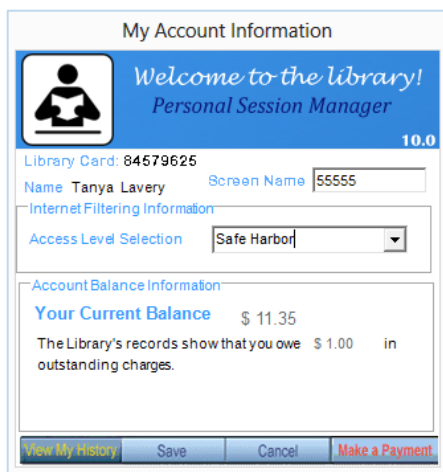 My Account Information
Welcome to the library!
Personal Session Manager
10.0
Library Card: 84579625
Name Tanya Lavery Screen Name 55555
Internet Filtering Information
Access Level Selection Safe Harbor
Account Balance Information
Your Current Balance $ 11.35
The Library's records show that you owe $ 1.00 in
outstanding charges.
View My History Save Cancel Make a Payment